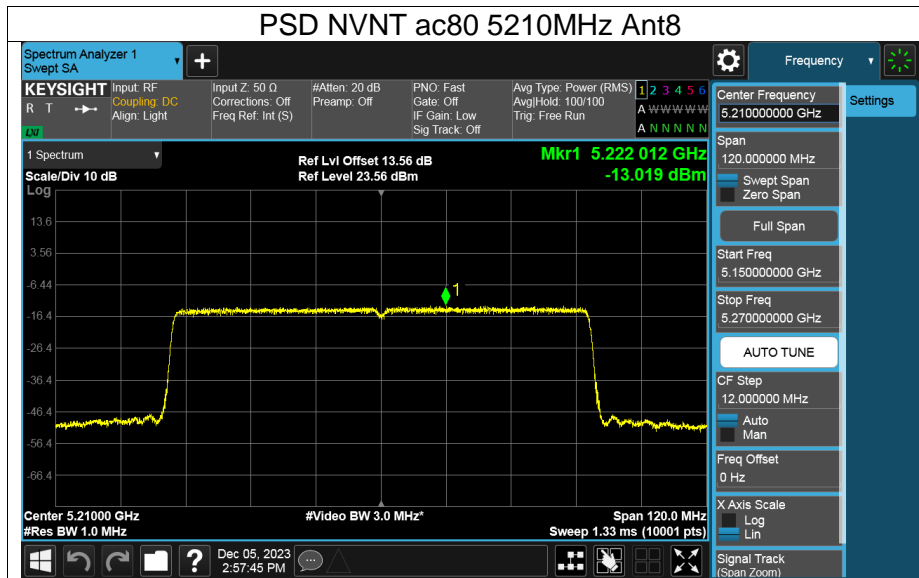 PSD NVNT ac80 5210MHz Ant8
Spectrum Analyzer 1
Swept SA
+
Frequency
KEYSIGHT
R T
LXI
Input: RF
Coupling: DC
Align: Light
Input Z: 50 Ω
Corrections: Off
Freq Ref: Int (S)
#Atten: 20 dB
Preamp: Off
PNO: Fast
Gate: Off
IF Gain: Low
Sig Track: Off
Avg Type: Power (RMS)
Avg|Hold: 100/100
Trig: Free Run
1 2 3 4 5 6
A W W W W W
A N N N N N
1 Spectrum
Scale/Div 10 dB
Ref Lvl Offset 13.56 dB
Ref Level 23.56 dBm
Mkr1 5.222 012 GHz
-13.019 dBm
Log
13.6
3.56
-6.44
-16.4
-26.4
-36.4
-46.4
-56.4
-66.4
1
Center 5.21000 GHz
#Res BW 1.0 MHz
#Video BW 3.0 MHz*
Span 120.0 MHz
Sweep 1.33 ms (10001 pts)
Center Frequency
5.210000000 GHz
Span
120.000000 MHz
Swept Span
Zero Span
Full Span
Start Freq
5.150000000 GHz
Stop Freq
5.270000000 GHz
AUTO TUNE
CF Step
12.000000 MHz
Auto
Man
Freq Offset
0 Hz
X Axis Scale
Log
Lin
Signal Track
(Span Zoom)
Settings
?
Dec 05, 2023
2:57:45 PM